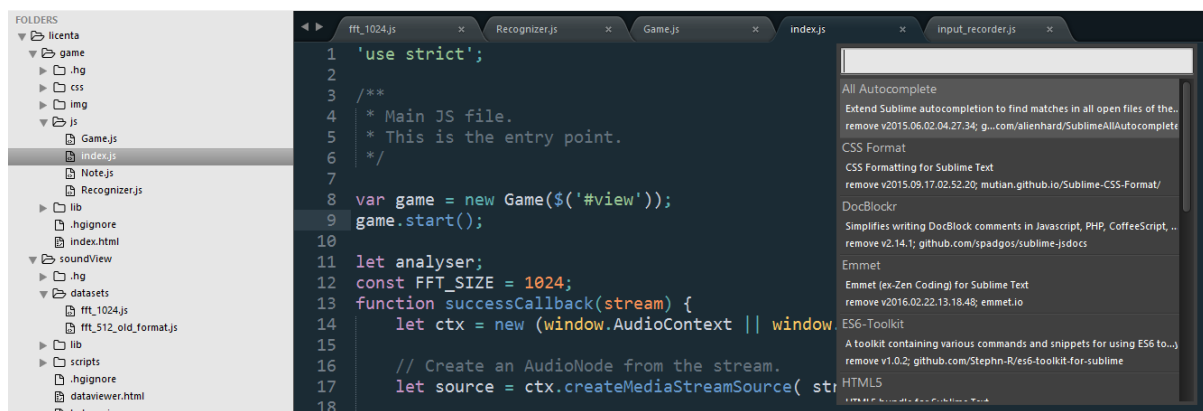 FOLDERS
licenta
game
.hg
css
img
js
Game.js
index.js
Note.js
Recognizer.js
lib
.hgignore
index.html
soundView
.hg
datasets
fft_1024.js
fft_512_old_format.js
lib
scripts
.hgignore
dataviewer.html
fft_1024.js × Recognizer.js × Game.js × index.js × input_recorder.js ×
1 'use strict';
2
3 /**
4 * Main JS file.
5 * This is the entry point.
6 */
7
8 var game = new Game($('#view'));
9 game.start();
10
11 let analyser;
12 const FFT_SIZE = 1024;
13 function successCallback(stream) {
14 let ctx = new (window.AudioContext || window.
15
16 // Create an AudioNode from the stream.
17 let source = ctx.createMediaStreamSource( str
18
All Autocomplete
Extend Sublime autocompletion to find matches in all open files of the..
remove v2015.06.02.04.27.34; g...com/alienhard/SublimeAllAutocomplete
CSS Format
CSS Formatting for Sublime Text
remove v2015.09.17.02.52.20; mutian.github.io/Sublime-CSS-Format/
DocBlockr
Simplifies writing DocBlock comments in Javascript, PHP, CoffeeScript, ..
remove v2.14.1; github.com/spadgos/sublime-jsdocs
Emmet
Emmet (ex-Zen Coding) for Sublime Text
remove v2016.02.22.13.18.48; emmet.io
ES6-Toolkit
A toolkit containing various commands and snippets for using ES6 to...y
remove v1.0.2; github.com/Stephn-R/es6-toolkit-for-sublime
HTML5
HTML5 bundle for Sublime Text